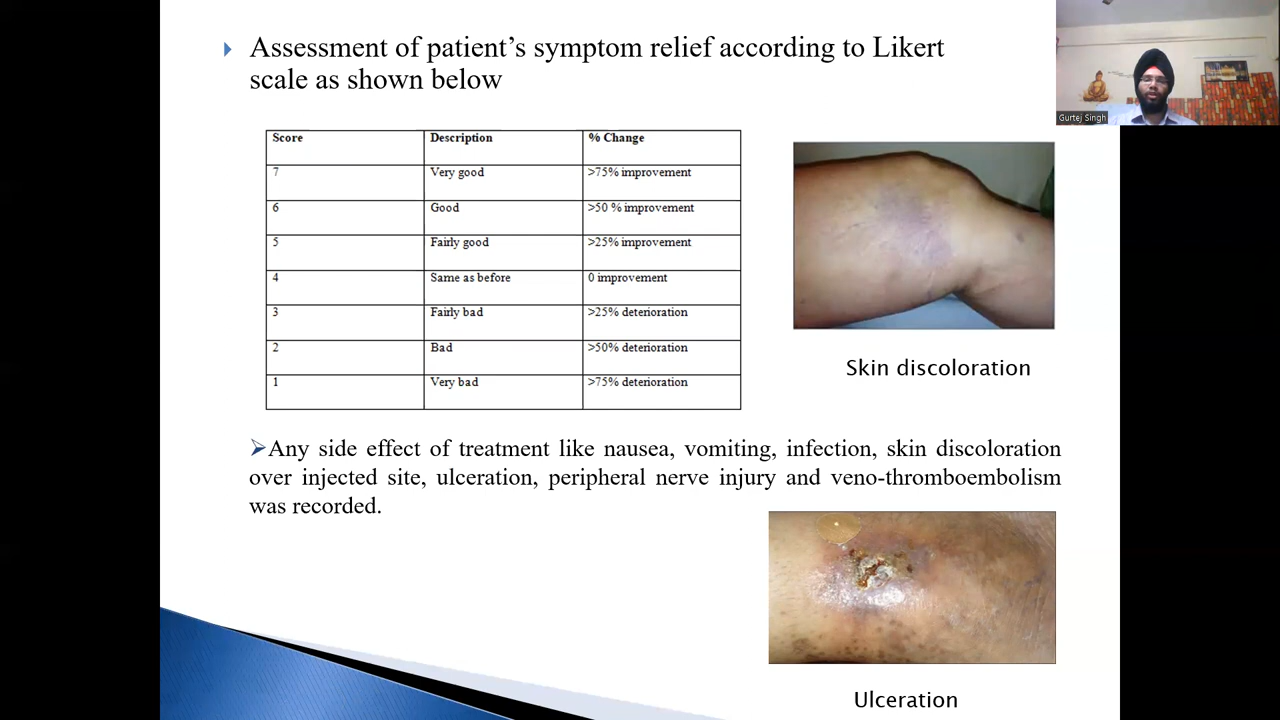 Assessment of patient’s symptom relief according to Likert
scale as shown below
Gurtej Singh
Score Description % Change
7 Very good >75% improvement
6 Good >50 % improvement
5 Fairly good >25% improvement
4 Same as before 0 improvement
3 Fairly bad >25% deterioration
2 Bad >50% deterioration
1 Very bad >75% deterioration
Skin discoloration
Any side effect of treatment like nausea, vomiting, infection, skin discoloration
over injected site, ulceration, peripheral nerve injury and veno-thromboembolism
was recorded.
Ulceration